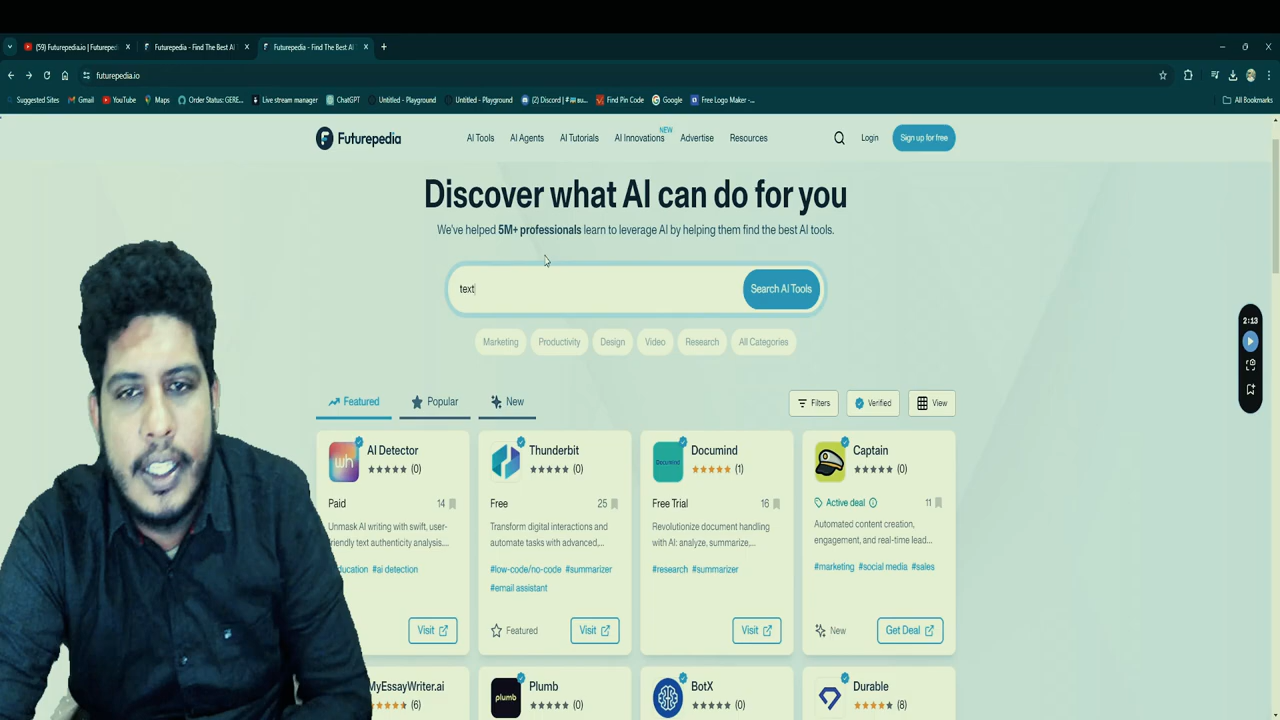 (59) Futurepedia.io | Futureped
Futurepedia - Find The Best AI
Futurepedia - Find The Best AI
futurepedia.io
Suggested Sites
Gmail
YouTube
Maps
Order Status: GERE...
Live stream manager
ChatGPT
Untitled - Playground
Untitled - Playground
Find Pin Code
Google
Free Logo Maker -...
All Bookmarks
Futurepedia
AI Tools
AI Agents
AI Tutorials
AI Innovations
NEW
Advertise
Resources
Login
Sign up for free
Discover what AI can do for you
We've helped 5M+ professionals learn to leverage AI by helping them find the best AI tools.
text
Search AI Tools
Marketing
Productivity
Design
Video
Research
All Categories
2:13
Featured
Popular
New
Filters
Verified
View
AI Detector
(0)
Paid
14
Unmask AI writing with swift, user-
friendly text authenticity analysis....
#ai detection
Visit
Thunderbit
(0)
Free
25
Transform digital interactions and
automate tasks with advanced,...
#low-code/no-code #summarizer
#email assistant
Featured
Visit
Documind
Documind
(1)
Free Trial
16
Revolutionize document handling
with AI: analyze, summarize,...
#research #summarizer
Visit
Captain
(0)
Active deal
11
Automated content creation,
engagement, and real-time lead...
#marketing #social media #sales
New
Get Deal
MyEssayWriter.ai
(6)
plumb
Plumb
(0)
BotX
(0)
Durable
(8)